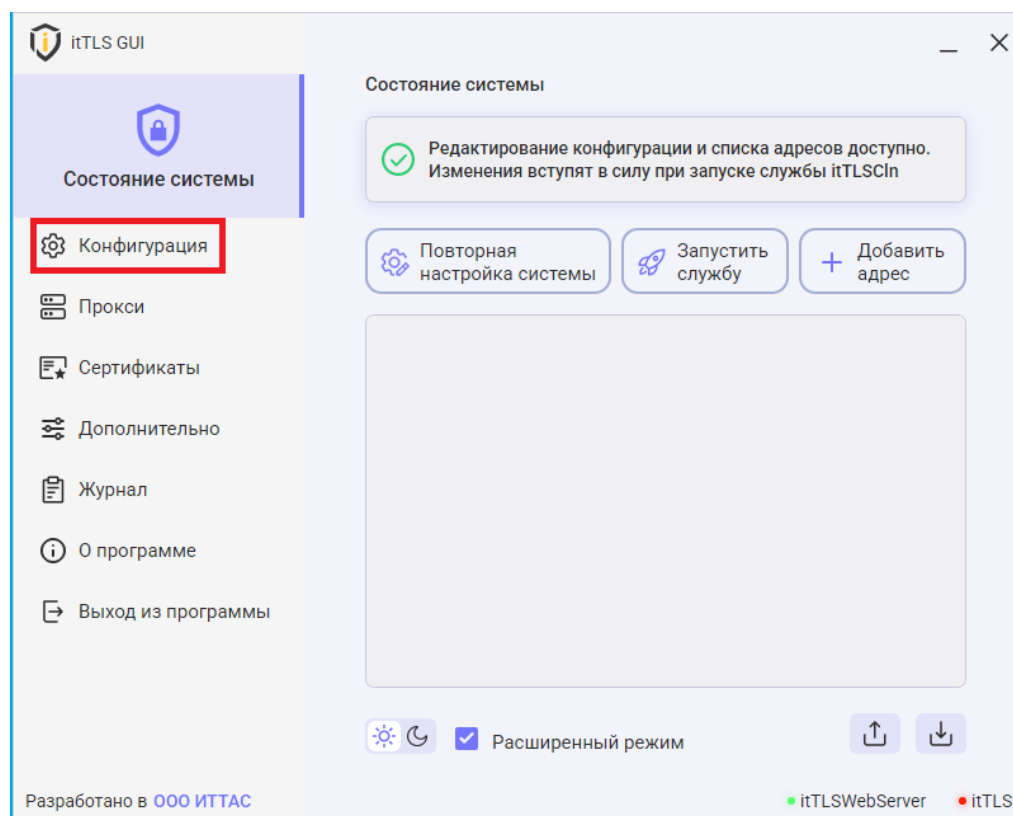 itTLS GUI
Состояние системы
Конфигурация
Прокси
Сертификаты
Дополнительно
Журнал
О программе
Выход из программы
Разработано в ООО ИТТАС
Состояние системы
Редактирование конфигурации и списка адресов доступно.
Изменения вступят в силу при запуске службы itTLSCln
Повторная
настройка системы
Запустить
службу
Добавить
адрес
Расширенный режим
itTLSWebServer
itTLS